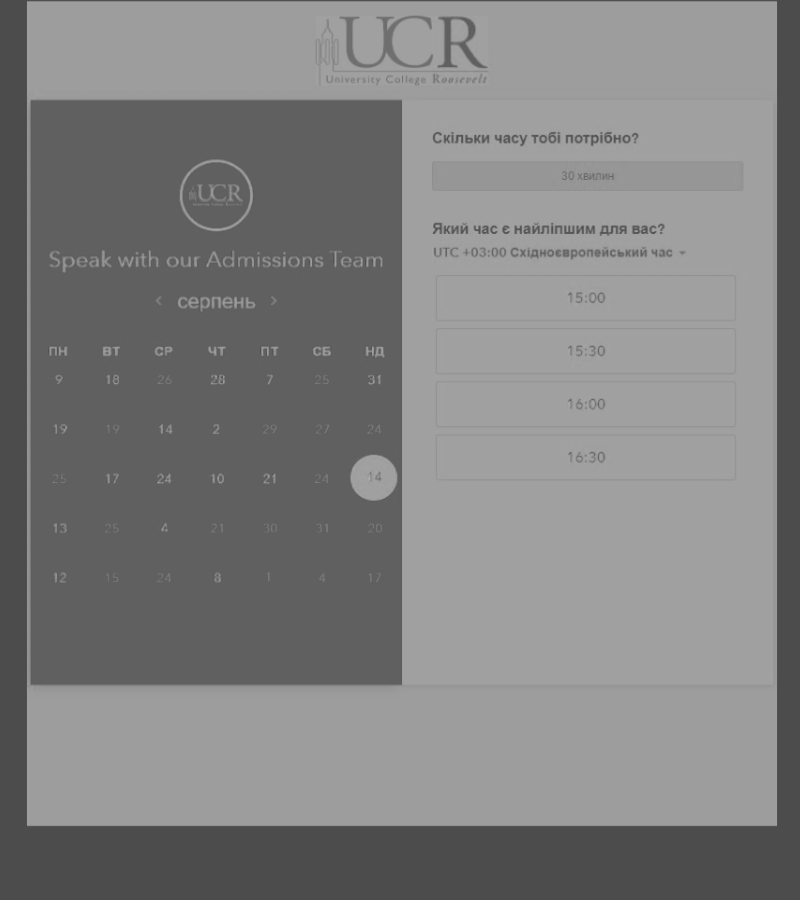 UCR
University College Roosevelt
UCR
Speak with our Admissions Team
‹ серпень ›
ПН ВТ СР ЧТ ПТ СБ НД
9 18 26 28 7 25 31
19 19 14 2 29 27 24
25 17 24 10 21 24 14
13 25 4 21 30 31 20
12 15 24 8 1 4 17
Скільки часу тобі потрібно?
30 хвилин
Який час є найліпшим для вас?
UTC +03:00 Східноєвропейський час
15:00
15:30
16:00
16:30